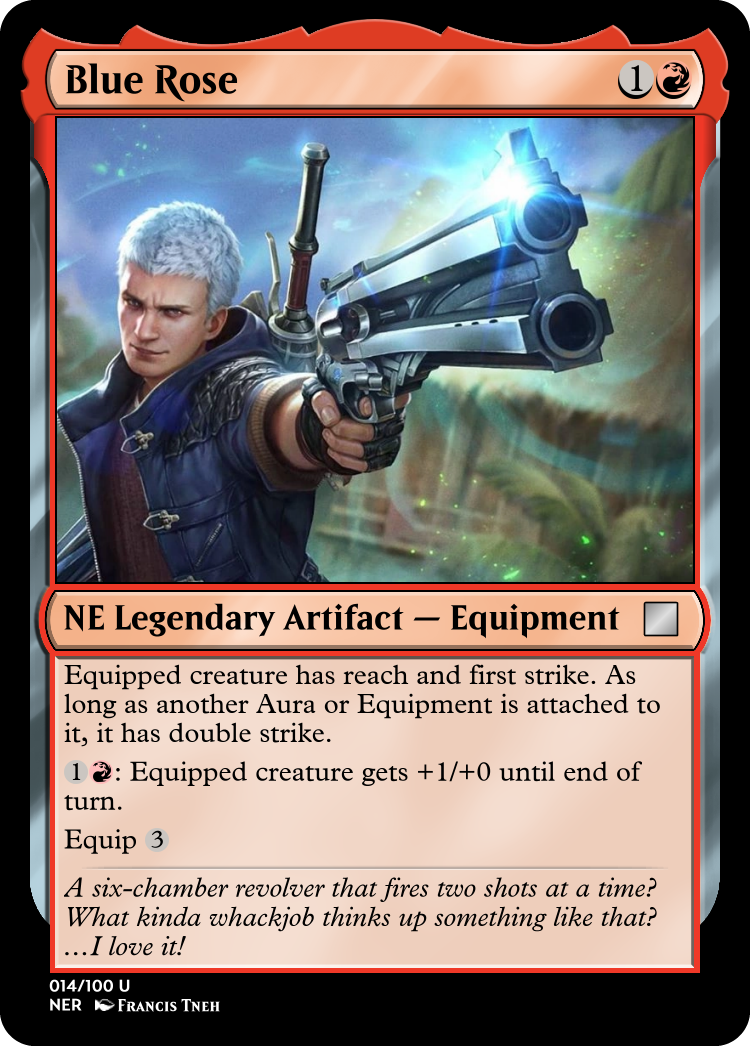 Blue Rose 1
NE Legendary Artifact — Equipment
Equipped creature has reach and first strike. As
long as another Aura or Equipment is attached to
it, it has double strike.
1: Equipped creature gets +1/+0 until end of
turn.
Equip 3
A six-chamber revolver that fires two shots at a time?
What kinda whackjob thinks up something like that?
…I love it!
014/100 U
NER Francis Tneh